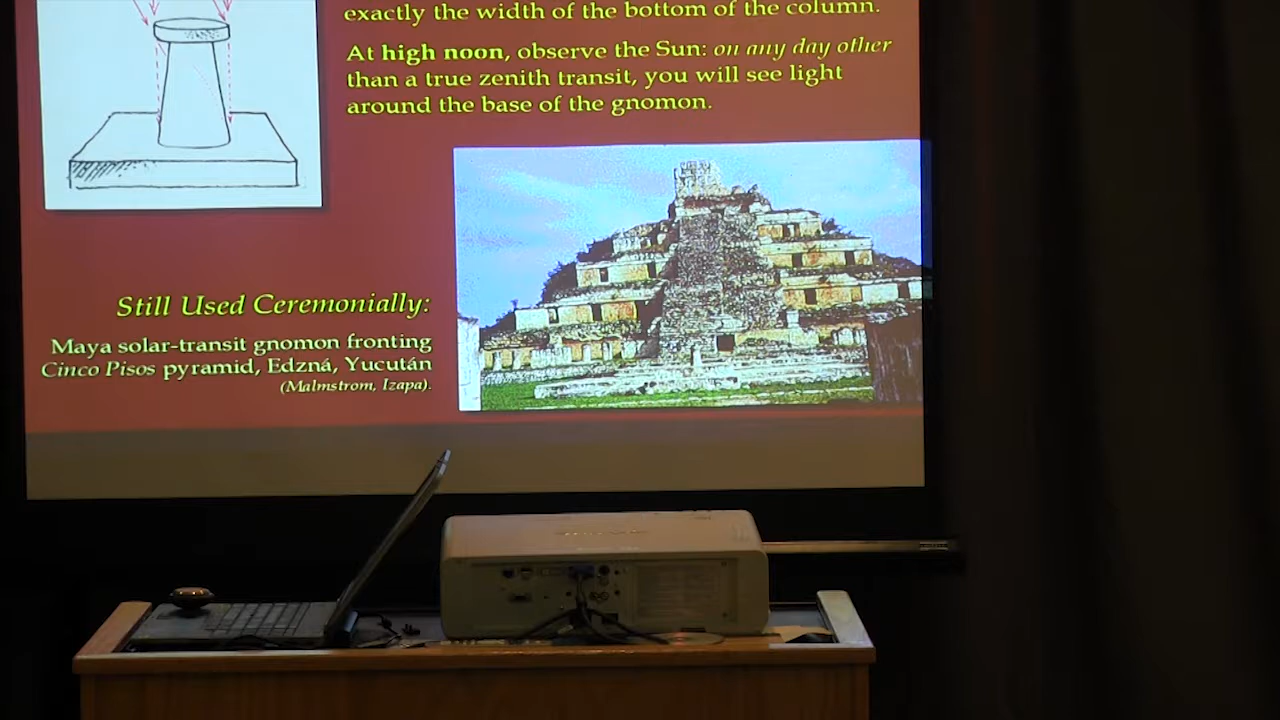 exactly the width of the bottom of the column.
At high noon, observe the Sun: on any day other
than a true zenith transit, you will see light
around the base of the gnomon.
Still Used Ceremonially:
Maya solar-transit gnomon fronting
Cinco Pisos pyramid, Edzná, Yucután
(Malmstrom, Izapa).